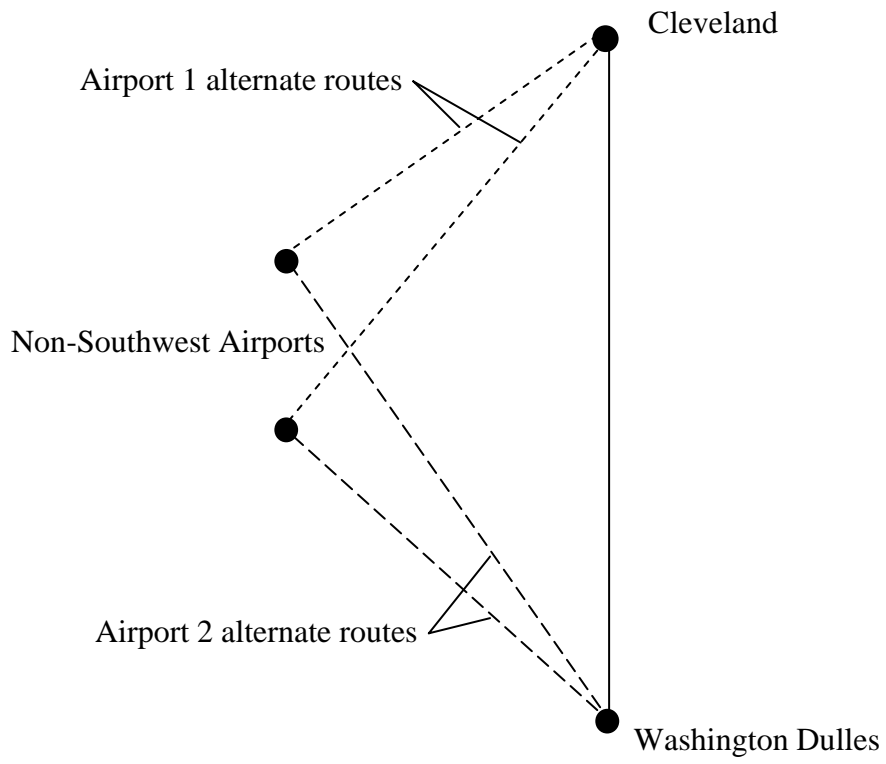 Cleveland
Airport 1 alternate routes
Non-Southwest Airports
Airport 2 alternate routes
Washington Dulles